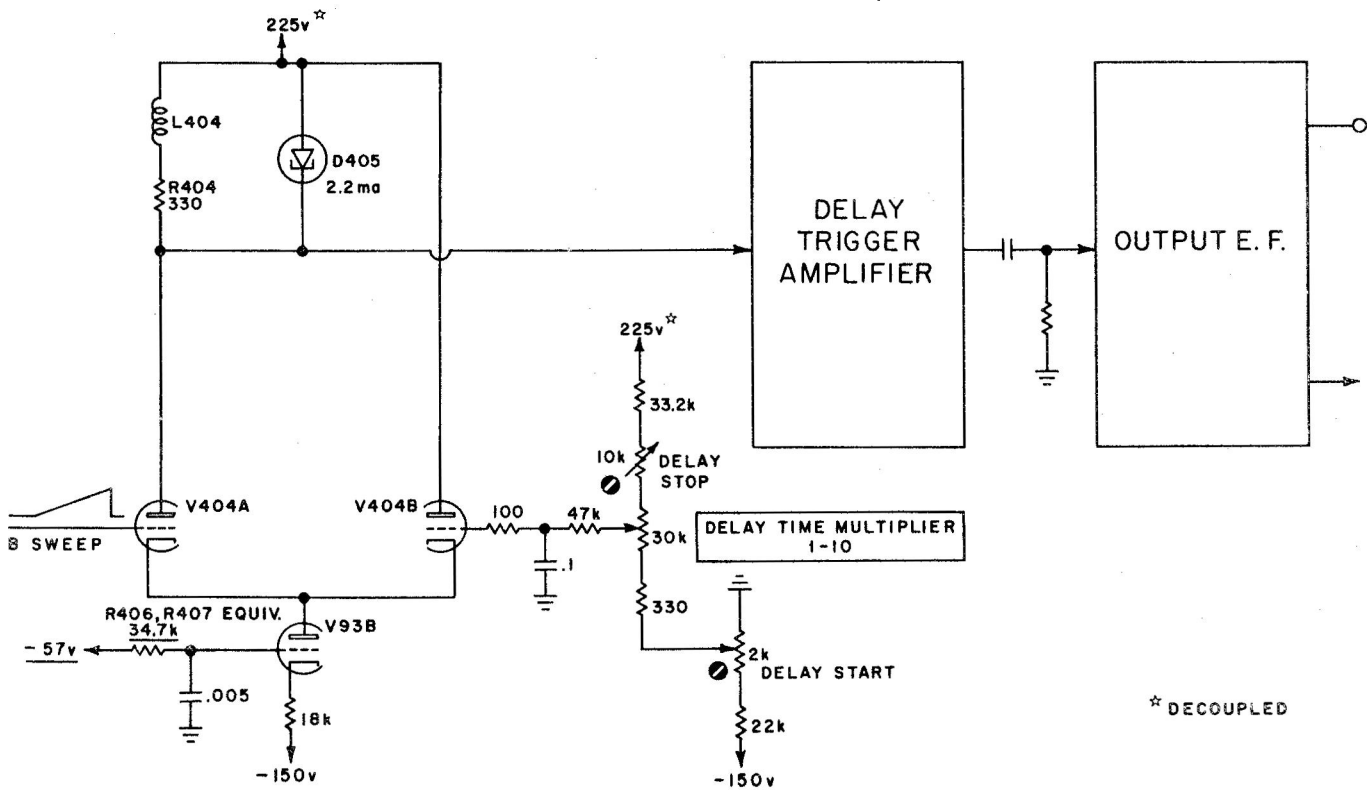 225v ☆
L404
R404
330
D405
2.2ma
DELAY
TRIGGER
AMPLIFIER
OUTPUT E. F.
225v ☆
33.2k
10k
DELAY
STOP
V404A
V404B
100
47k
30k
DELAY TIME MULTIPLIER
1-10
B SWEEP
.1
330
R406, R407 EQUIV.
34.7k
V93B
-57v
2k
DELAY START
.005
18k
22k
-150v
-150v
☆ DECOUPLED